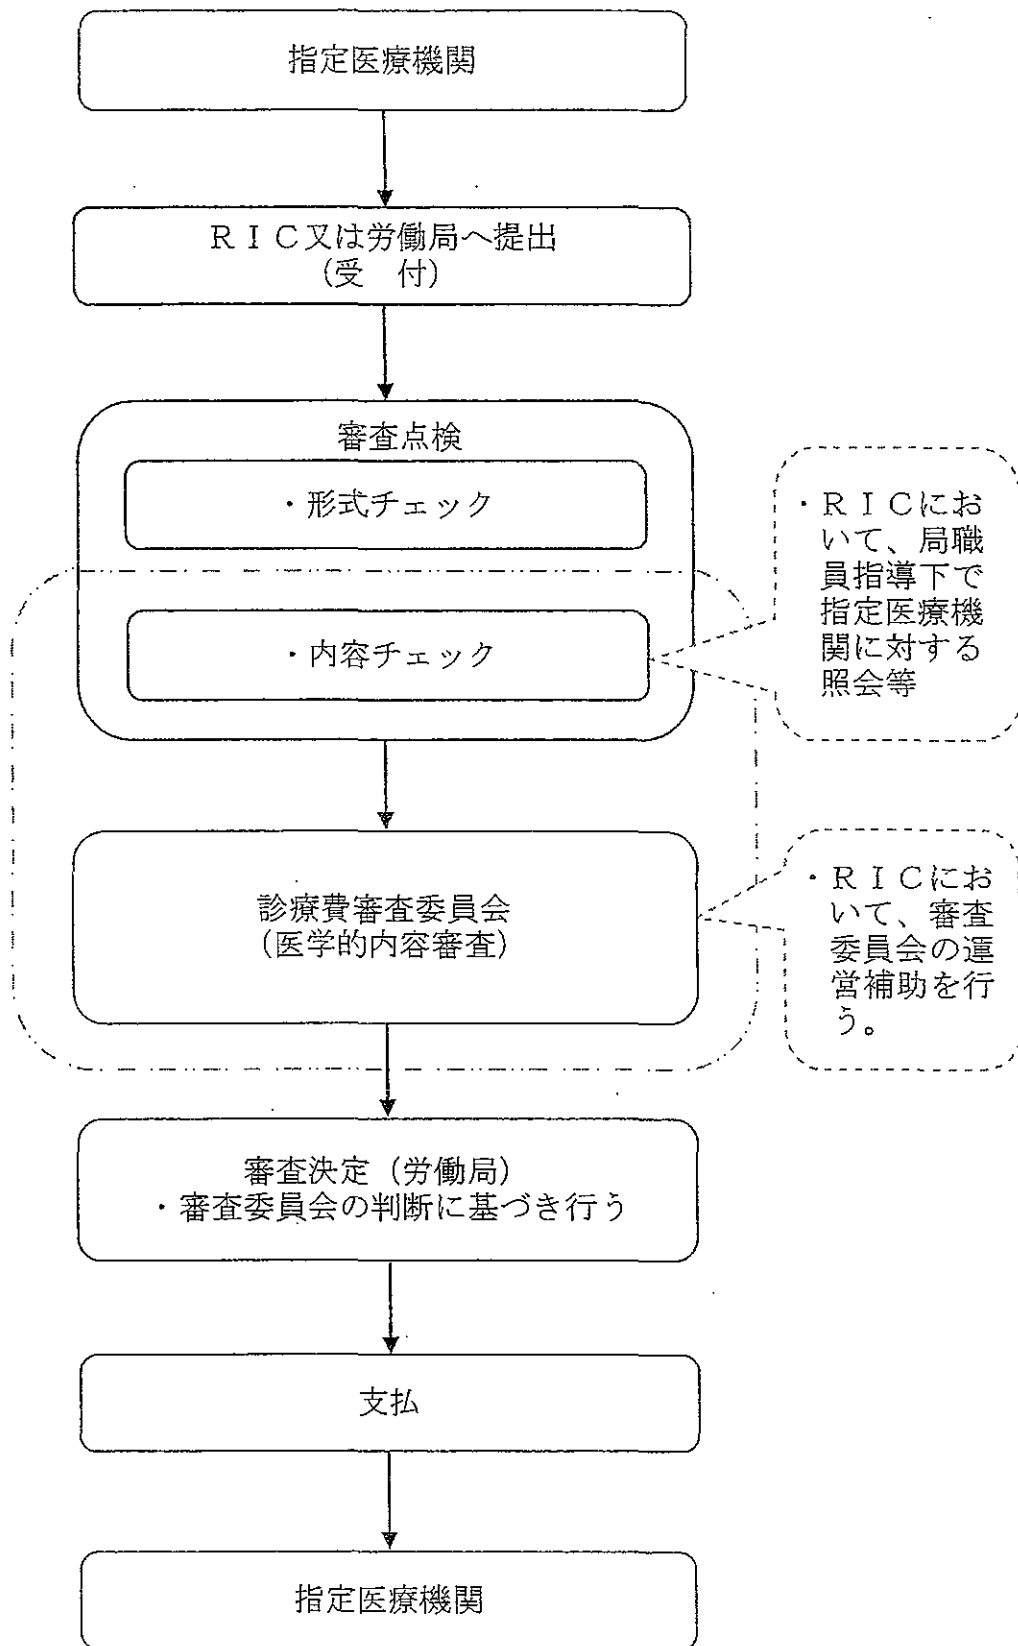 指定医療機関
ＲＩＣ又は労働局へ提出
（受　付）
審査点検
・形式チェック
・内容チェック
・ＲＩＣにお
いて、局職
員指導下で
指定医療機
関に対する
照会等
診療費審査委員会
（医学的内容審査）
・ＲＩＣにお
いて、審査
委員会の運
営補助を行
う。
審査決定（労働局）
・審査委員会の判断に基づき行う
支払
指定医療機関